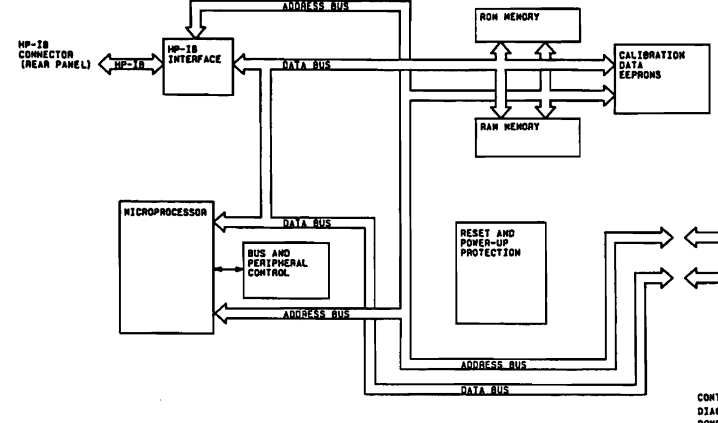 ADDRESS BUS
ROM MEMORY
HP-IB
CONNECTOR
(REAR PANEL)
HP-IB
HP-IB
INTERFACE
DATA BUS
CALIBRATION
DATA
EEPROMS
RAM MEMORY
MICROPROCESSOR
DATA BUS
RESET AND
POWER-UP
PROTECTION
BUS AND
PERIPHERAL
CONTROL
ADDRESS BUS
ADDRESS BUS
DATA BUS
CONT
DIAG